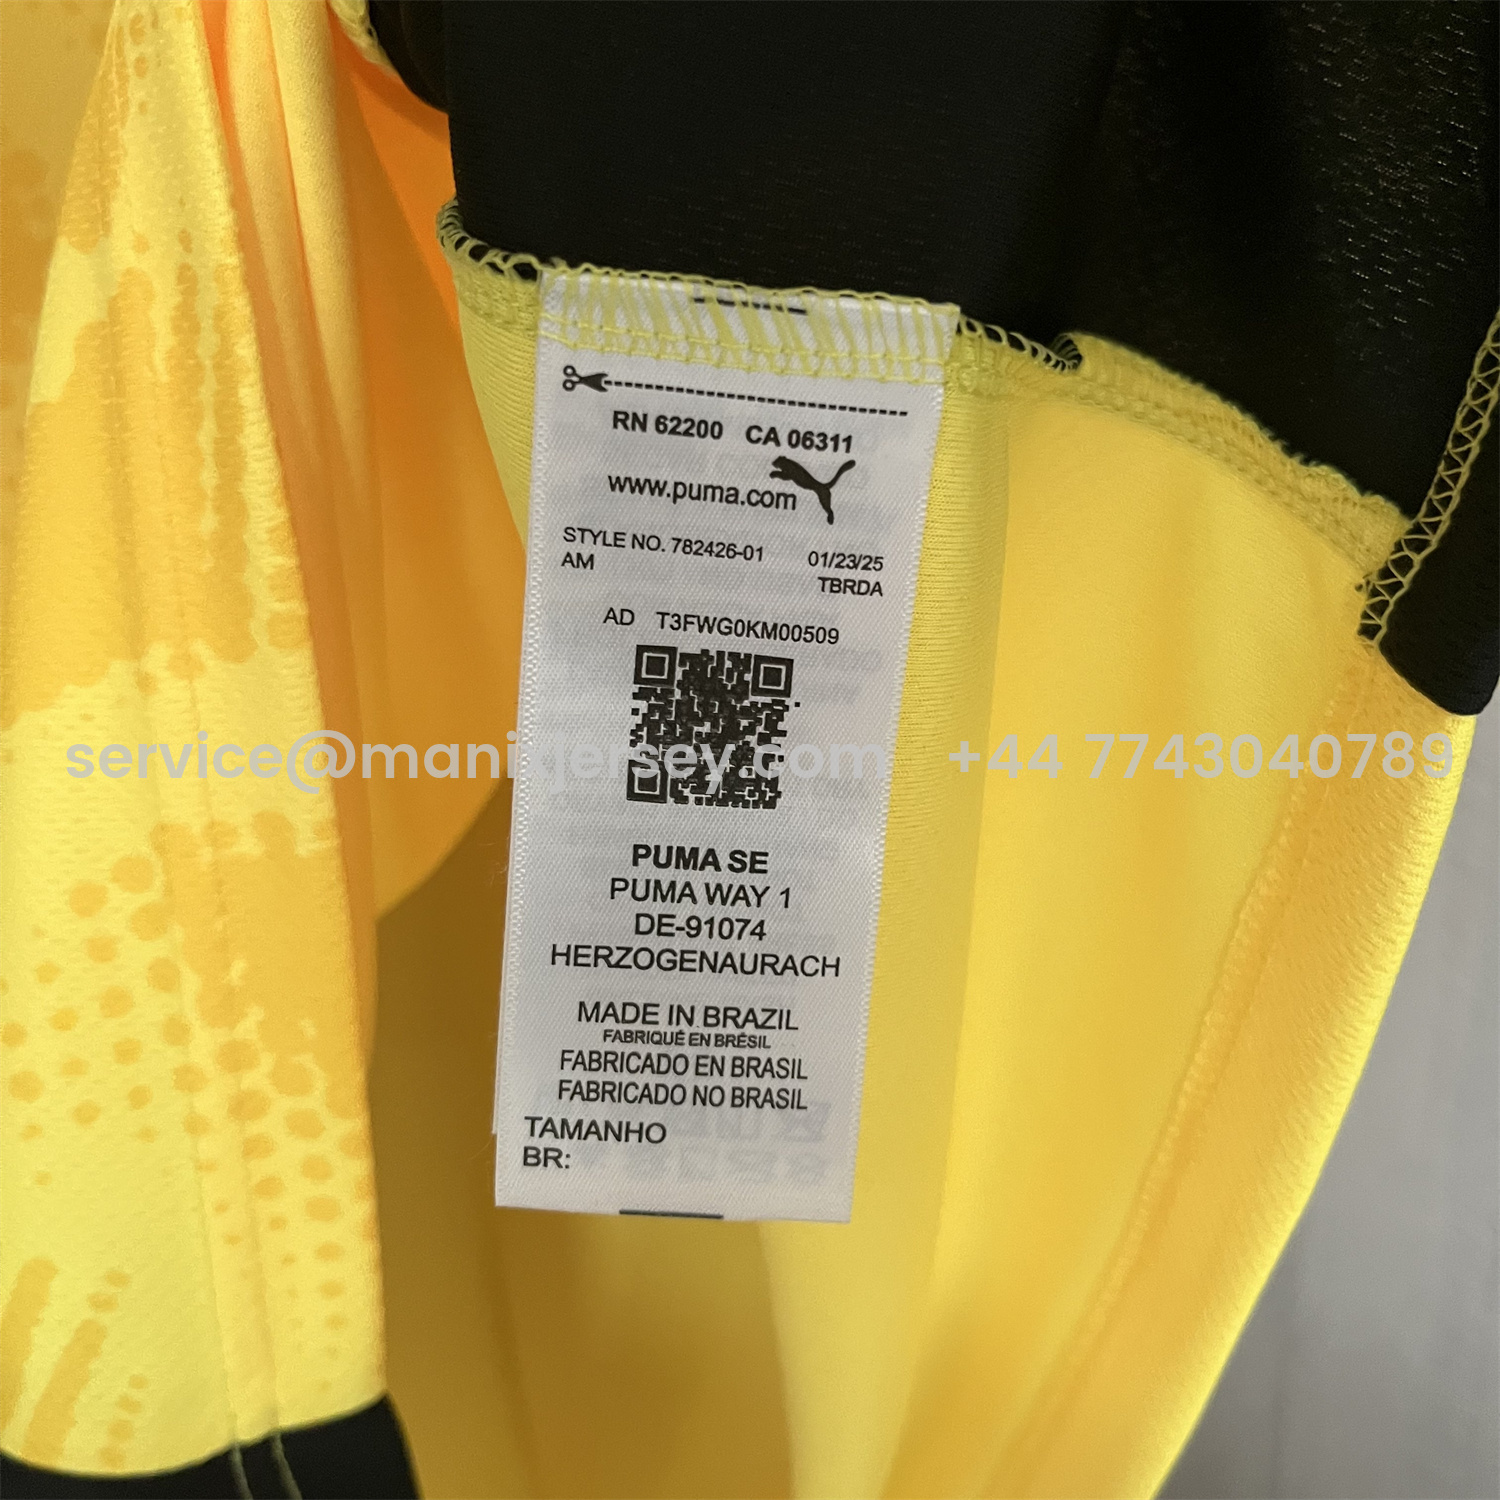 RN 62200 CA 06311
www.puma.com
STYLE NO. 782426-01 01/23/25
AM TBRDA
AD T3FWG0KM00509
service@manijersey.com +44 7743040789
PUMA SE
PUMA WAY 1
DE-91074
HERZOGENAURACH
MADE IN BRAZIL
FABRIQUÉ EN BRÉSIL
FABRICADO EN BRASIL
FABRICADO NO BRASIL
TAMANHO
BR: